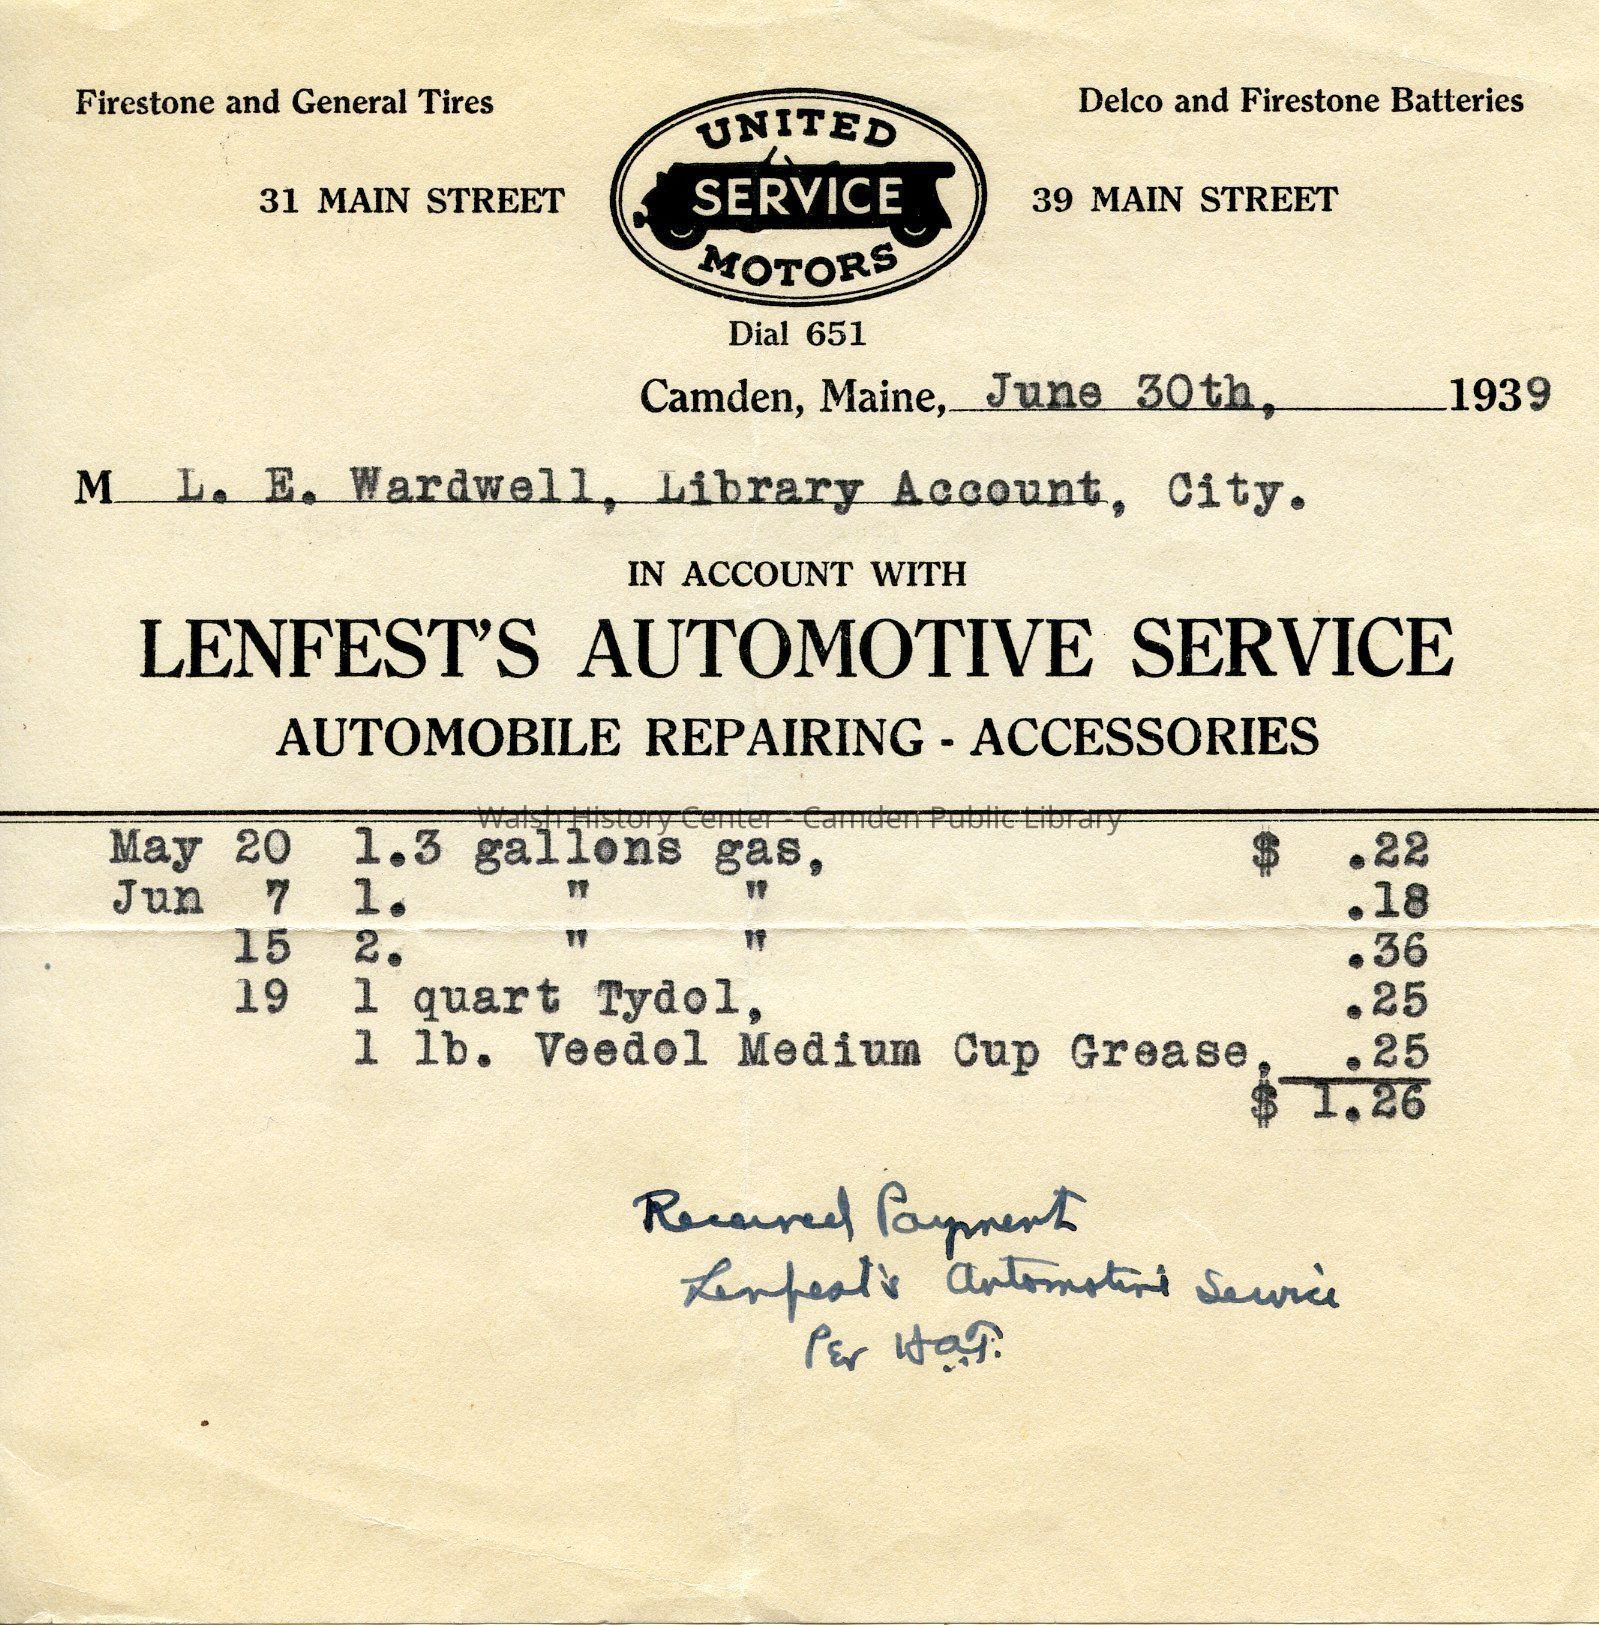 Firestone and General Tires
Delco and Firestone Batteries
31 MAIN STREET
UNITED
SERVICE
MOTORS
39 MAIN STREET
Dial 651
Camden, Maine, June 30th, 1939
M L. E. Wardwell, Library Account, City.
IN ACCOUNT WITH
LENFEST'S AUTOMOTIVE SERVICE
AUTOMOBILE REPAIRING - ACCESSORIES
Walsh History Center - Camden Public Library
May 20 1.3 gallons gas, $ .22
Jun 7 1. " " .18
15 2. " " .36
19 1 quart Tydol, .25
1 lb. Veedol Medium Cup Grease, .25
$ 1.26
Received Payment
Lenfest's Automotive Service
Per H.A.T.